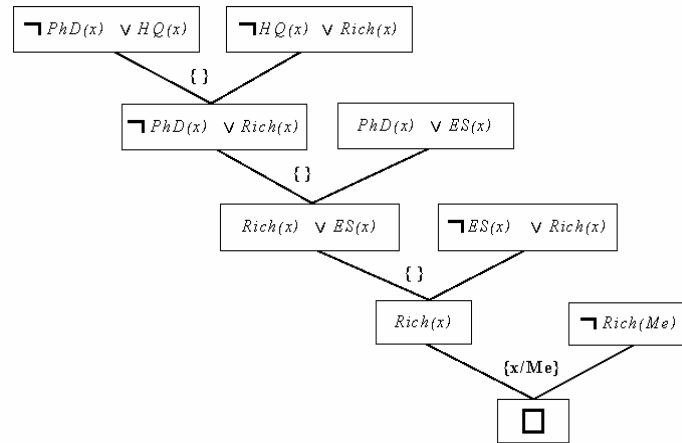 ¬ PhD(x) ∨ HQ(x)
¬ HQ(x) ∨ Rich(x)
{ }
¬ PhD(x) ∨ Rich(x)
PhD(x) ∨ ES(x)
{ }
Rich(x) ∨ ES(x)
¬ ES(x) ∨ Rich(x)
{ }
Rich(x)
¬ Rich(Me)
{x/Me}
□